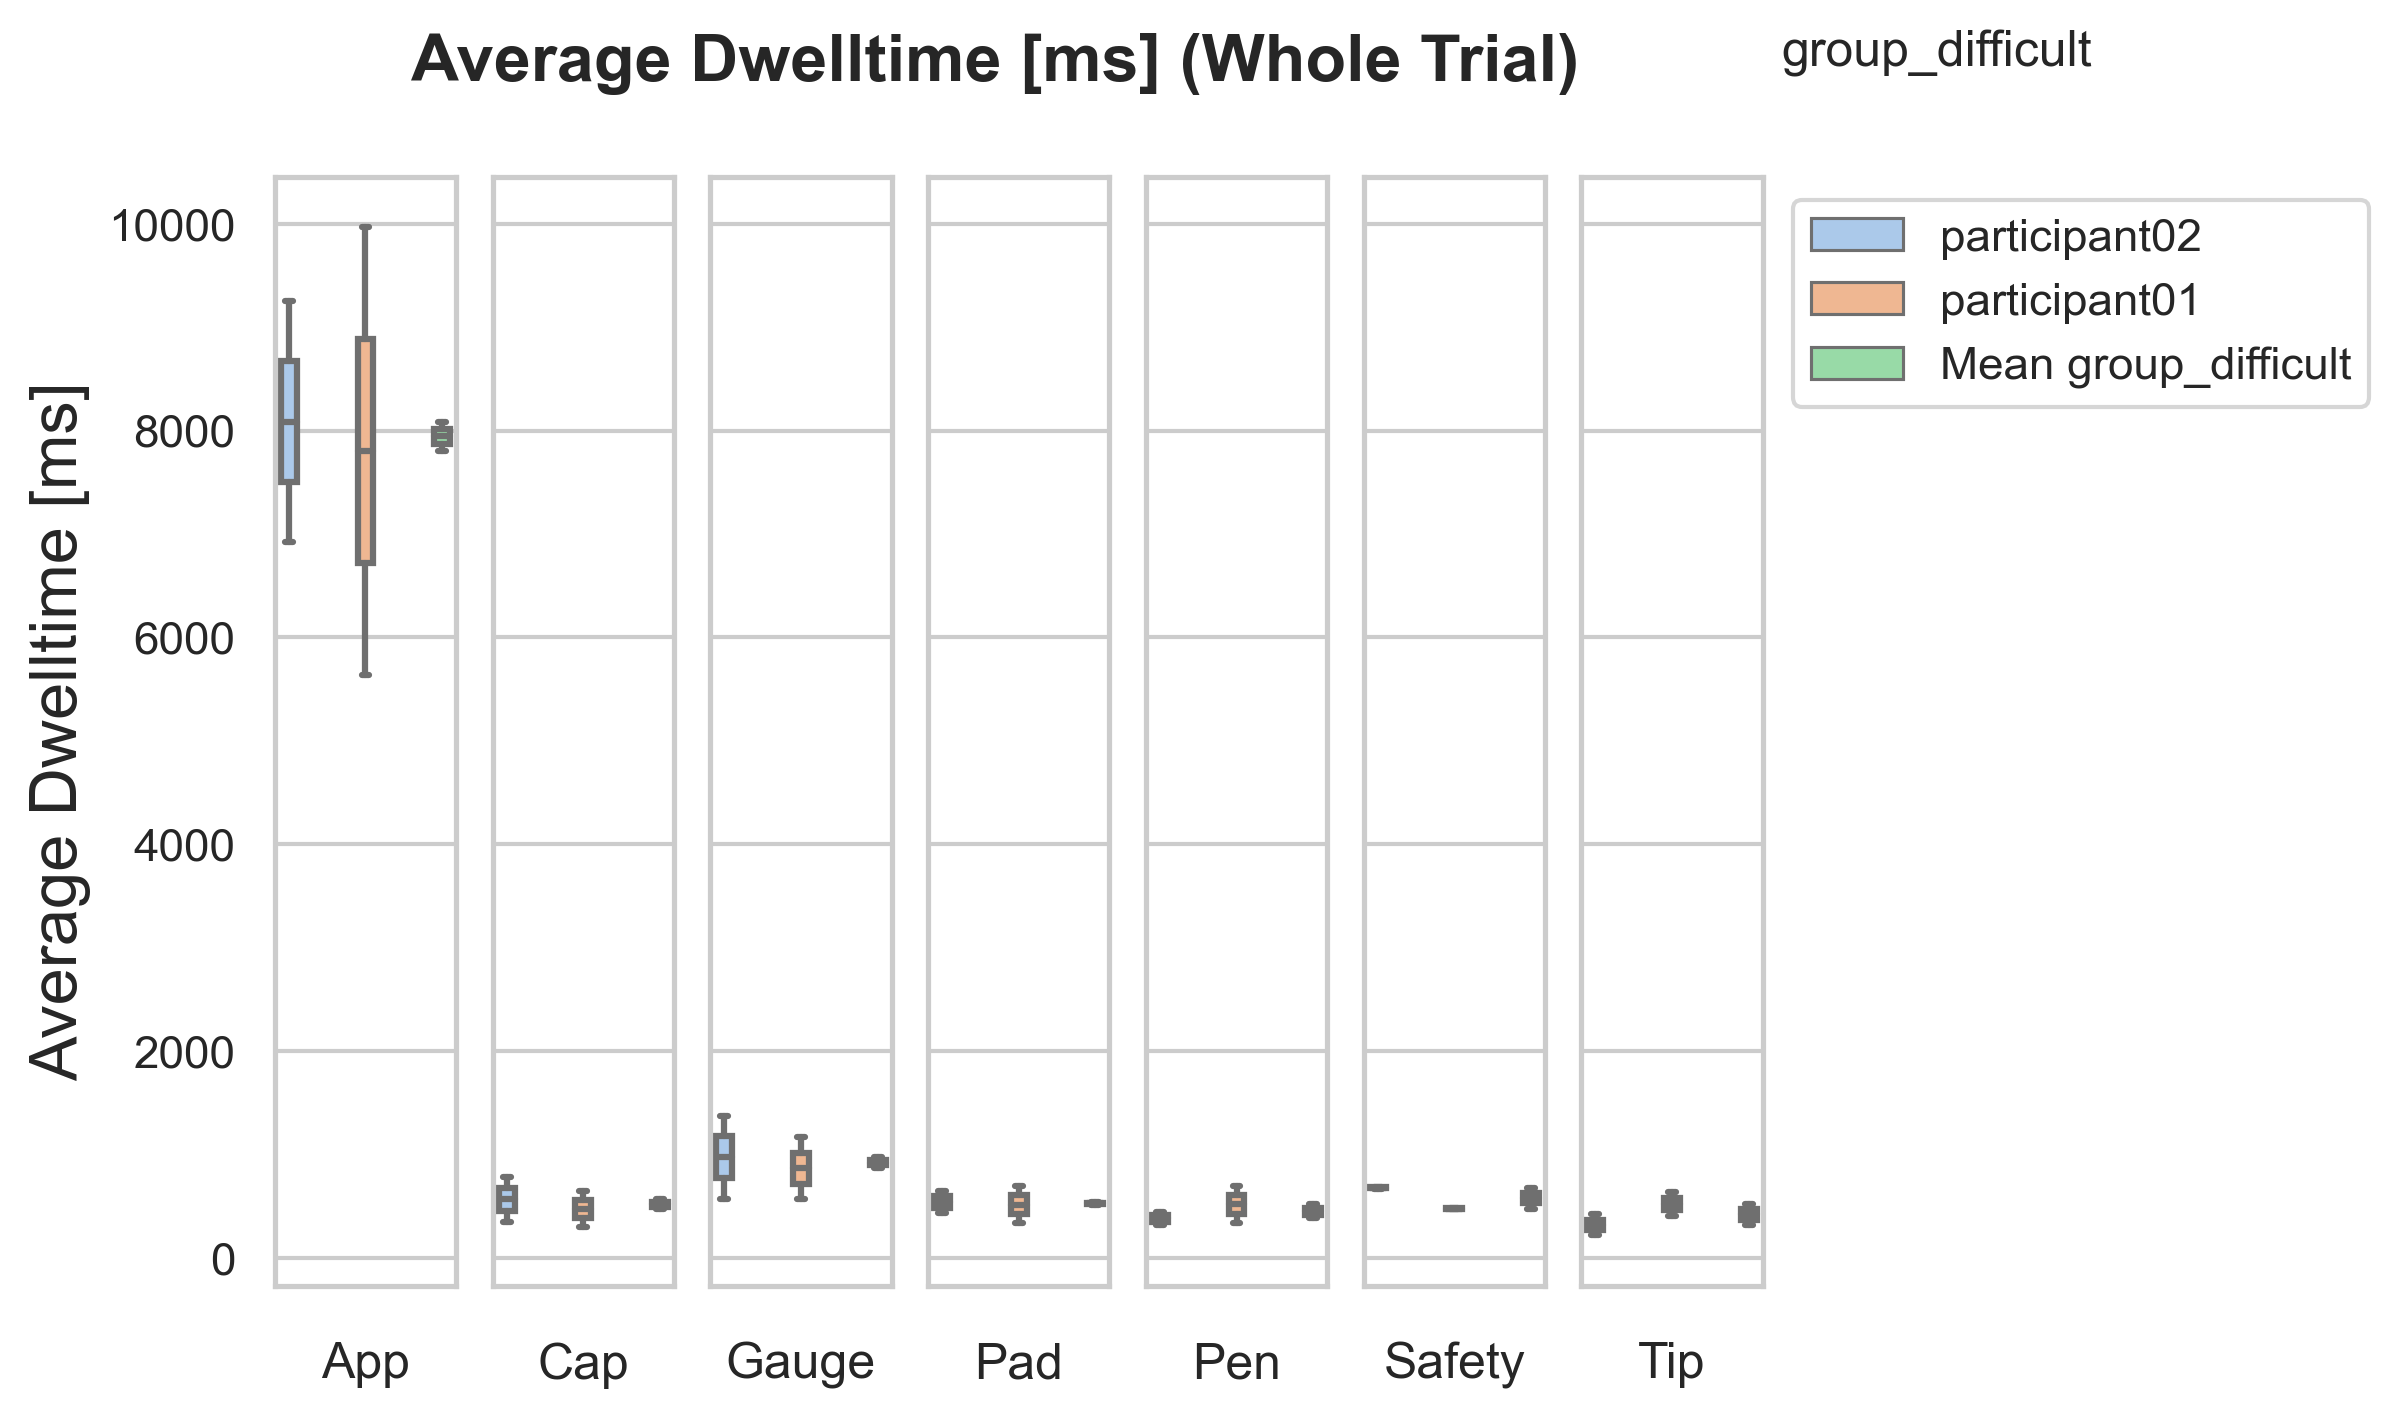 Average Dwelltime [ms] (Whole Trial)
group_difficult
participant02
participant01
Mean group_difficult
Average Dwelltime [ms]
10000
8000
6000
4000
2000
0
App Cap Gauge Pad Pen Safety Tip